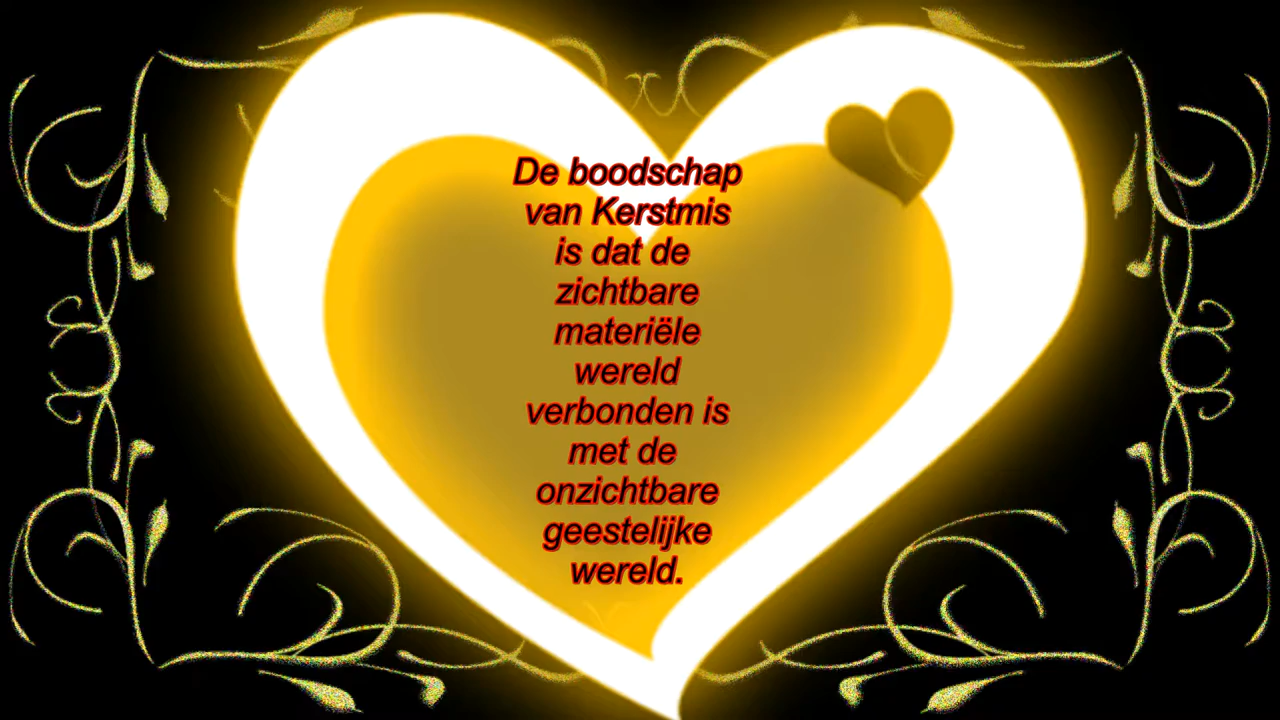 De boodschap
van Kerstmis
is dat de
zichtbare
materiële
wereld
verbonden is
met de
onzichtbare
geestelijke
wereld.